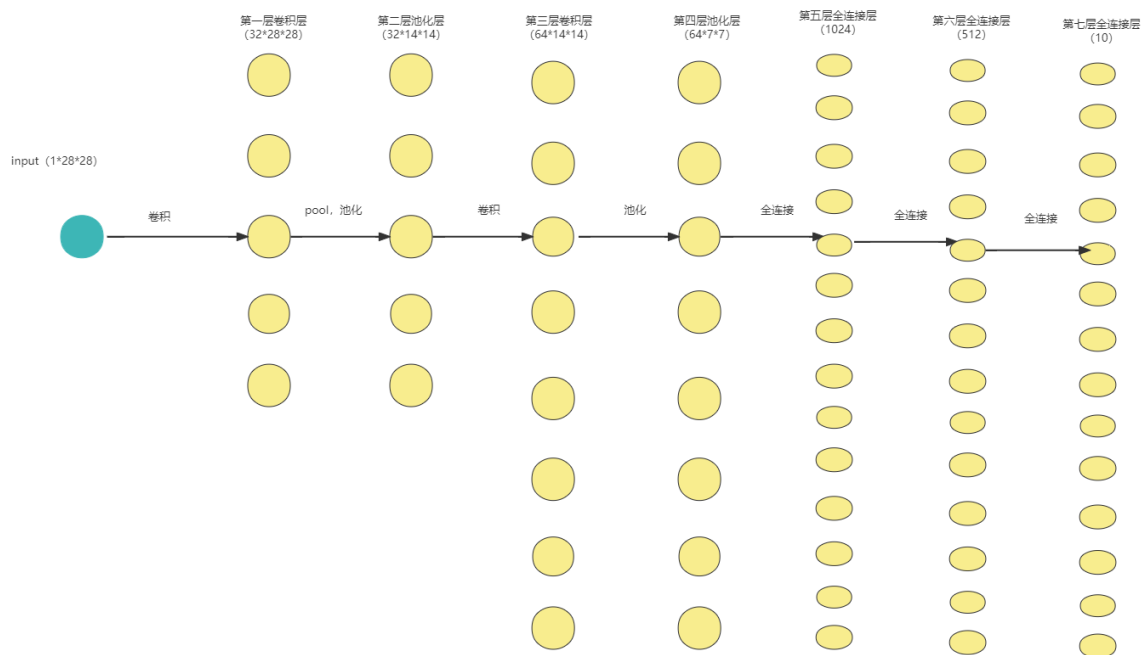 第一层卷积层
（32*28*28）
第二层池化层
（32*14*14）
第三层卷积层
（64*14*14）
第四层池化层
（64*7*7）
第五层全连接层
（1024）
第六层全连接层
（512）
第七层全连接层
（10）
input（1*28*28）
卷积
pool，池化
卷积
池化
全连接
全连接
全连接